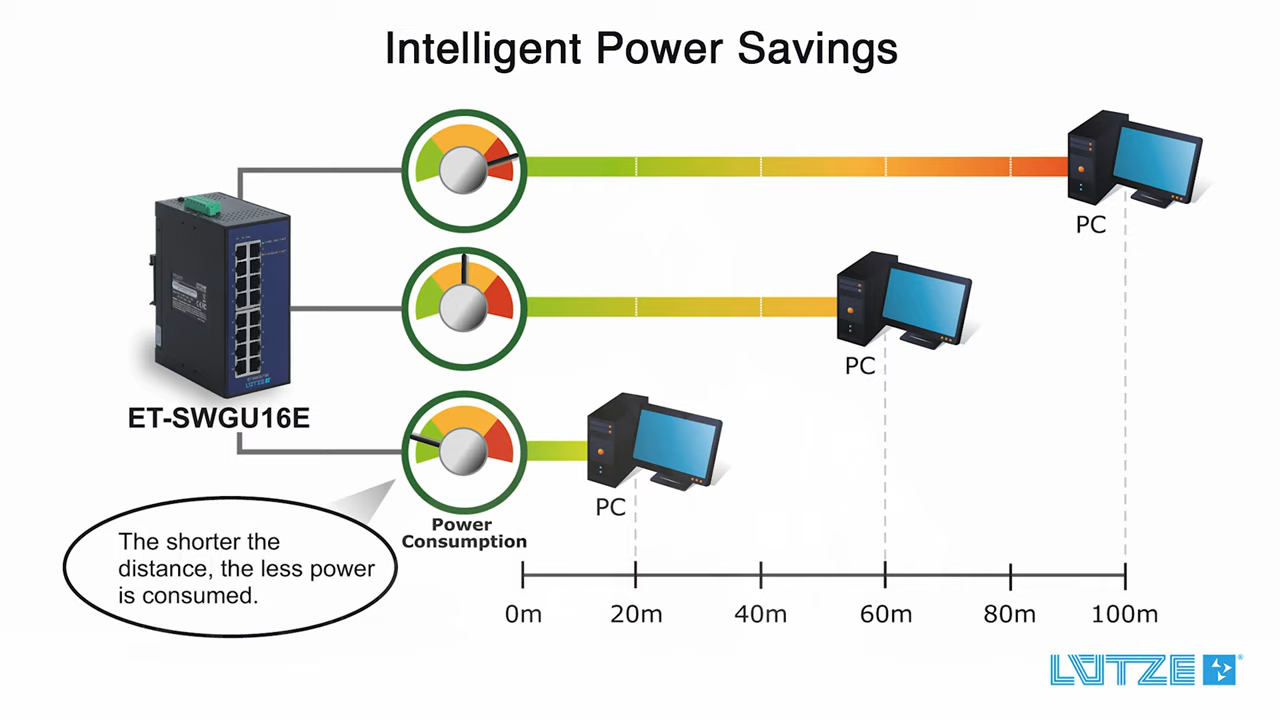 Intelligent Power Savings
PC
PC
LÜTZE
ET-SWGU16E
PC
Power
Consumption
The shorter the
distance, the less power
is consumed.
0m 20m 40m 60m 80m 100m
LÜTZE